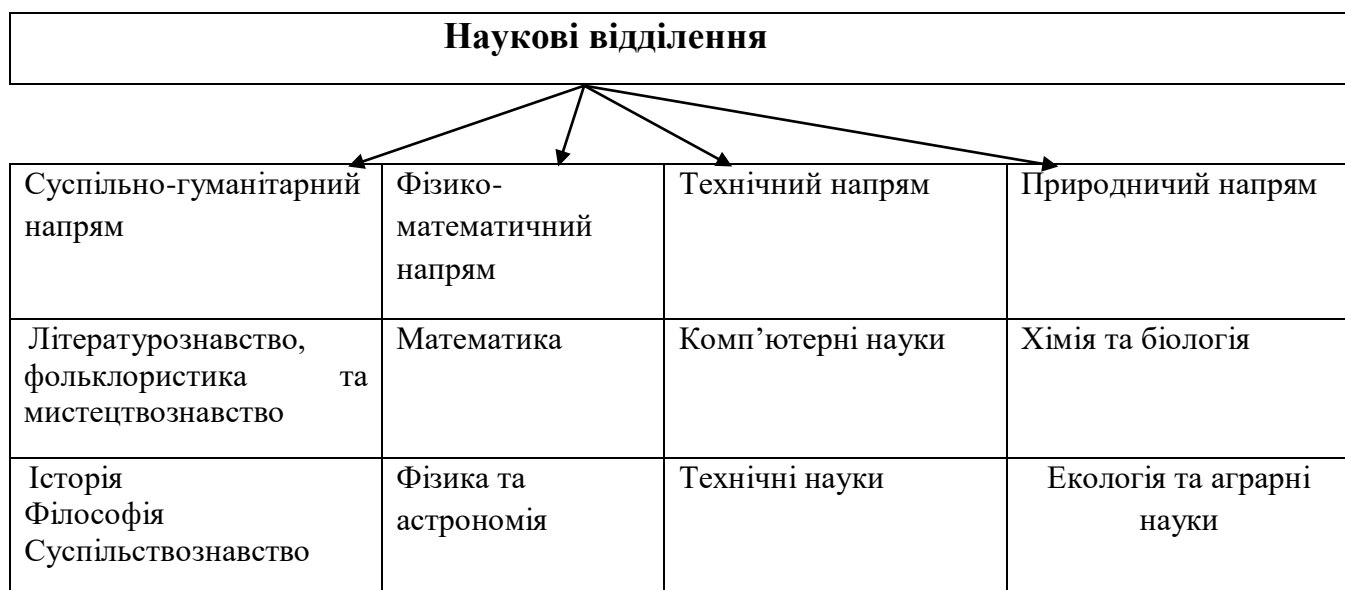 Наукові відділення
Суспільно-гуманітарний
напрям
Фізико-
математичний
напрям
Технічний напрям
Природничий напрям
Літературознавство,
фольклористика та
мистецтвознавство
Математика
Комп’ютерні науки
Хімія та біологія
Історія
Філософія
Суспільствознавство
Фізика та
астрономія
Технічні науки
Екологія та аграрні
науки